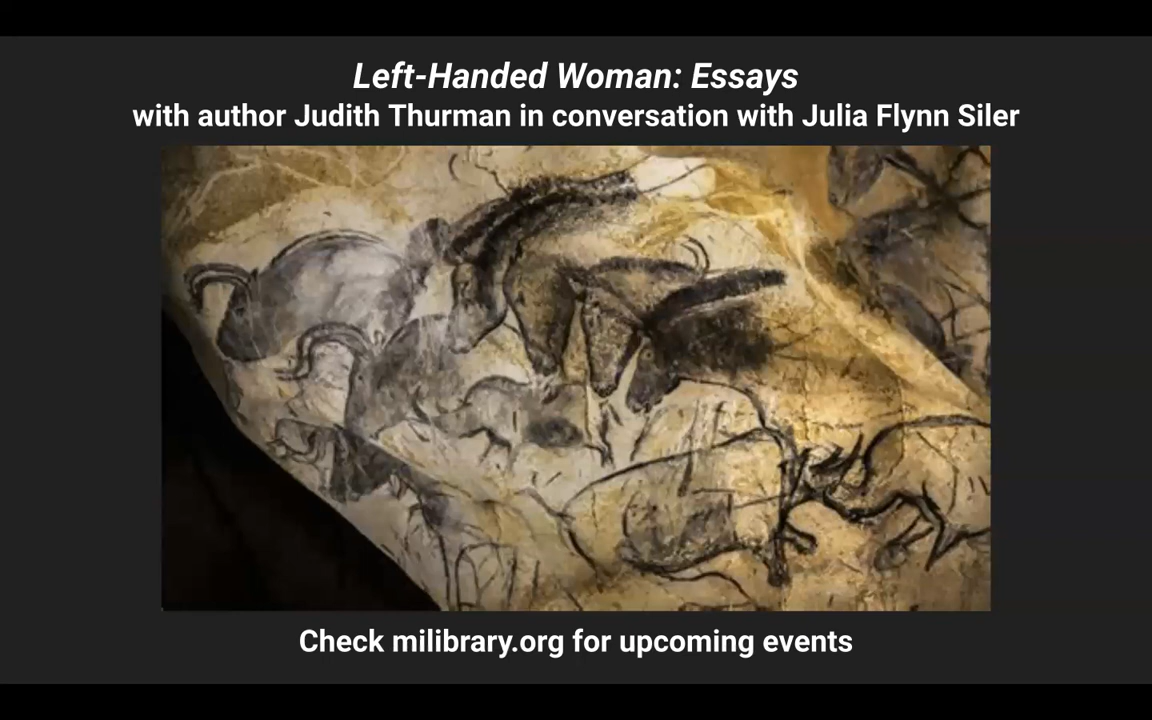 Left-Handed Woman: Essays
with author Judith Thurman in conversation with Julia Flynn Siler
Check milibrary.org for upcoming events